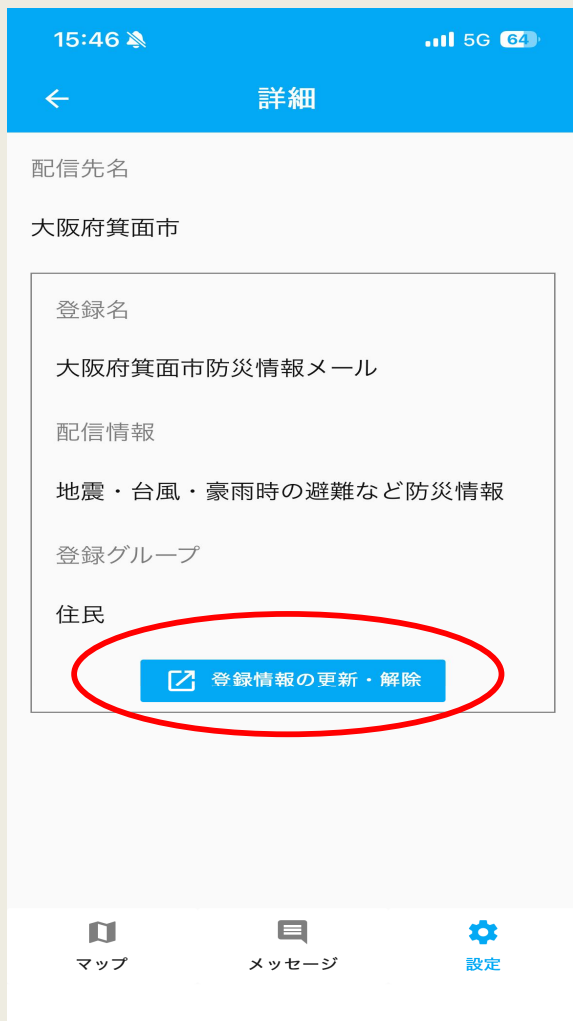 15:46
5G 64
詳細
配信先名
大阪府箕面市
登録名
大阪府箕面市防災情報メール
配信情報
地震・台風・豪雨時の避難など防災情報
登録グループ
住民
登録情報の更新・解除
マップ メッセージ 設定